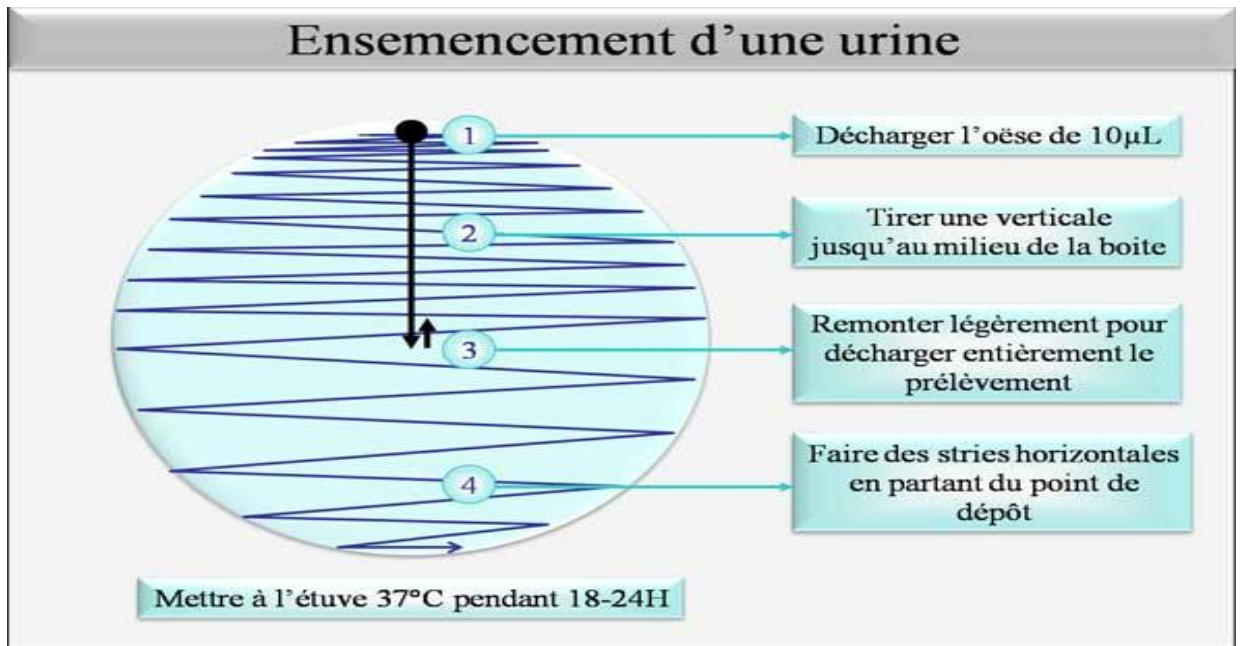 Ensemencement d'une urine
1
Décharger l'oëse de 10µL
2
Tirer une verticale
jusqu'au milieu de la boite
3
Remonter légèrement pour
décharger entièrement le
prélèvement
4
Faire des stries horizontales
en partant du point de
dépôt
Mettre à l'étuve 37°C pendant 18-24H